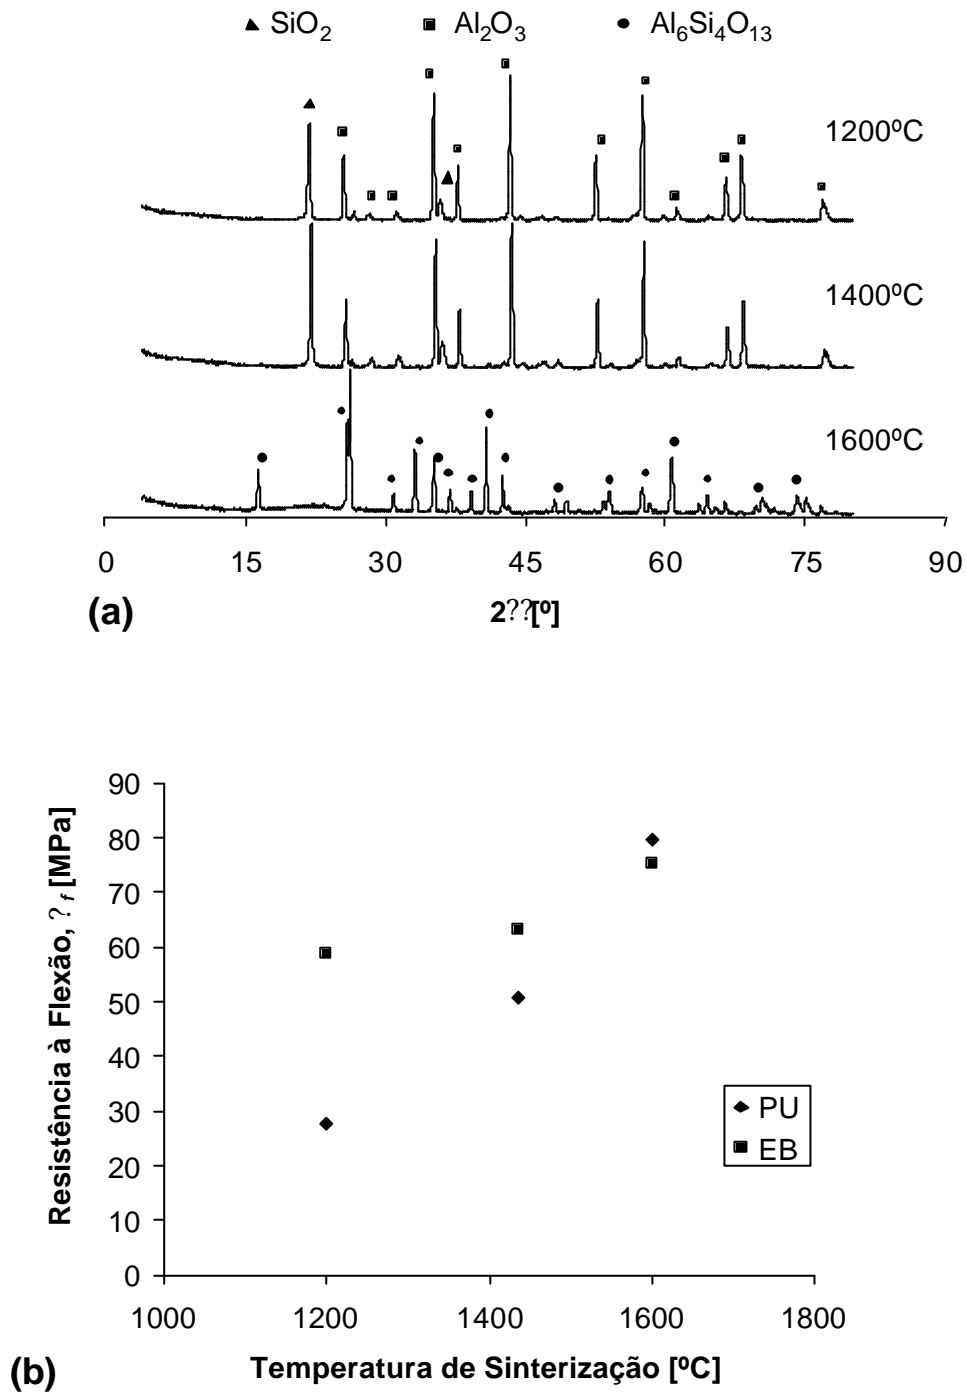 SiO2 Al2O3 Al6Si4O13
1200ºC
1400ºC
1600ºC
0 15 30 45 60 75 90
(a)
2??[º]
90
80
70
60
50
40
30
20
10
0
Resistência à Flexão, ? f [MPa]
PU
EB
1000 1200 1400 1600 1800
(b)
Temperatura de Sinterização [ºC]